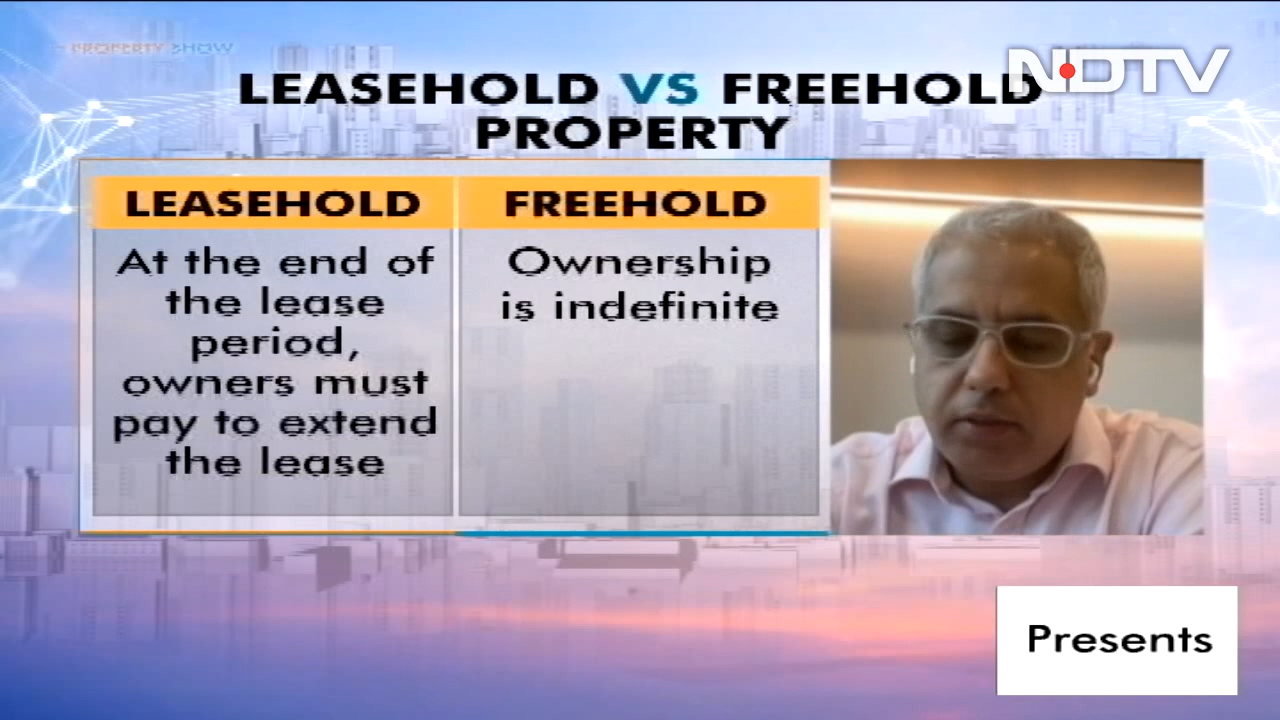 PROPERTY SHOW
NDTV
LEASEHOLD VS FREEHOLD
PROPERTY
LEASEHOLD
At the end of
the lease
period,
owners must
pay to extend
the lease
FREEHOLD
Ownership
is indefinite
Presents